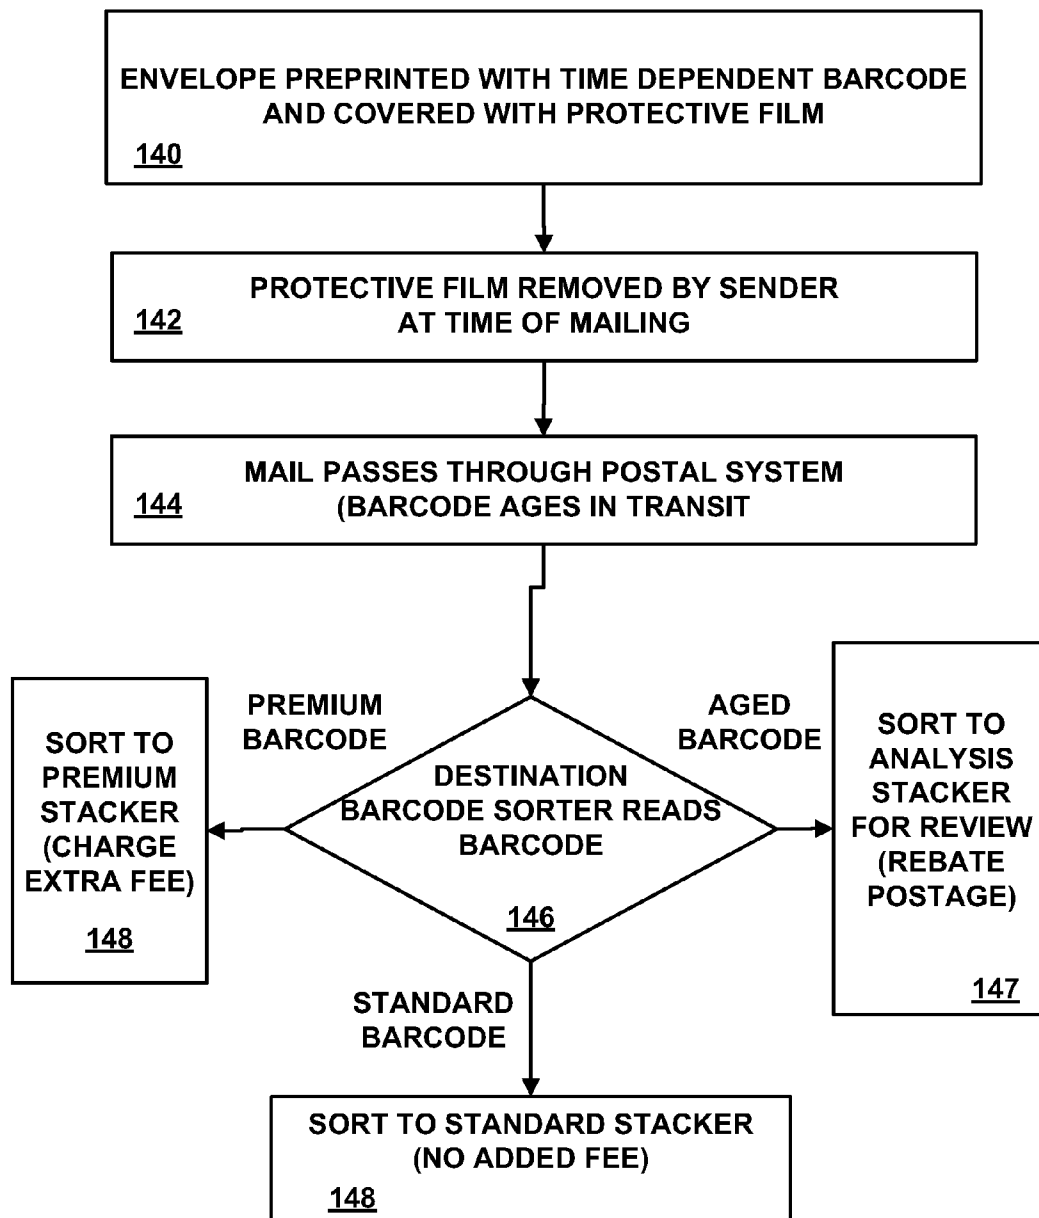 ENVELOPE PREPRINTED WITH TIME DEPENDENT BARCODE
AND COVERED WITH PROTECTIVE FILM
140
PROTECTIVE FILM REMOVED BY SENDER
AT TIME OF MAILING
142
MAIL PASSES THROUGH POSTAL SYSTEM
(BARCODE AGES IN TRANSIT
144
PREMIUM
BARCODE
AGED
BARCODE
SORT TO
PREMIUM
STACKER
(CHARGE
EXTRA FEE)
148
DESTINATION
BARCODE SORTER READS
BARCODE
146
SORT TO
ANALYSIS
STACKER
FOR REVIEW
(REBATE
POSTAGE)
147
STANDARD
BARCODE
SORT TO STANDARD STACKER
(NO ADDED FEE)
148